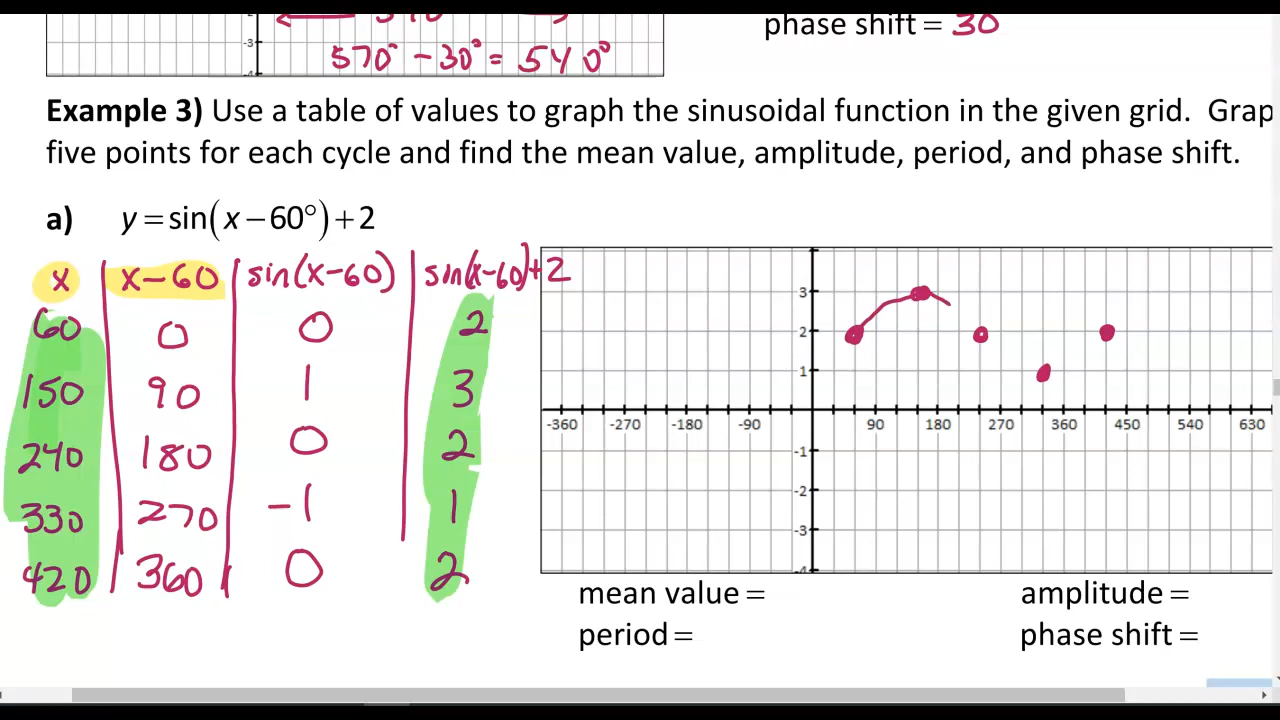 phase shift = 30
570° - 30° = 540°
-3
Example 3) Use a table of values to graph the sinusoidal function in the given grid. Grap
five points for each cycle and find the mean value, amplitude, period, and phase shift.
a) y = sin(x - 60°) + 2
x | x-60 | sin(x-60) | sin(x-60)+2
60 | 0 | 0 | 2
150 | 90 | 1 | 3
240 | 180 | 0 | 2
330 | 270 | -1 | 1
420 | 360 | 0 | 2
3
2
1
-360 -270 -180 -90 90 180 270 360 450 540 630
-1
-2
-3
-4
mean value = amplitude =
period = phase shift =